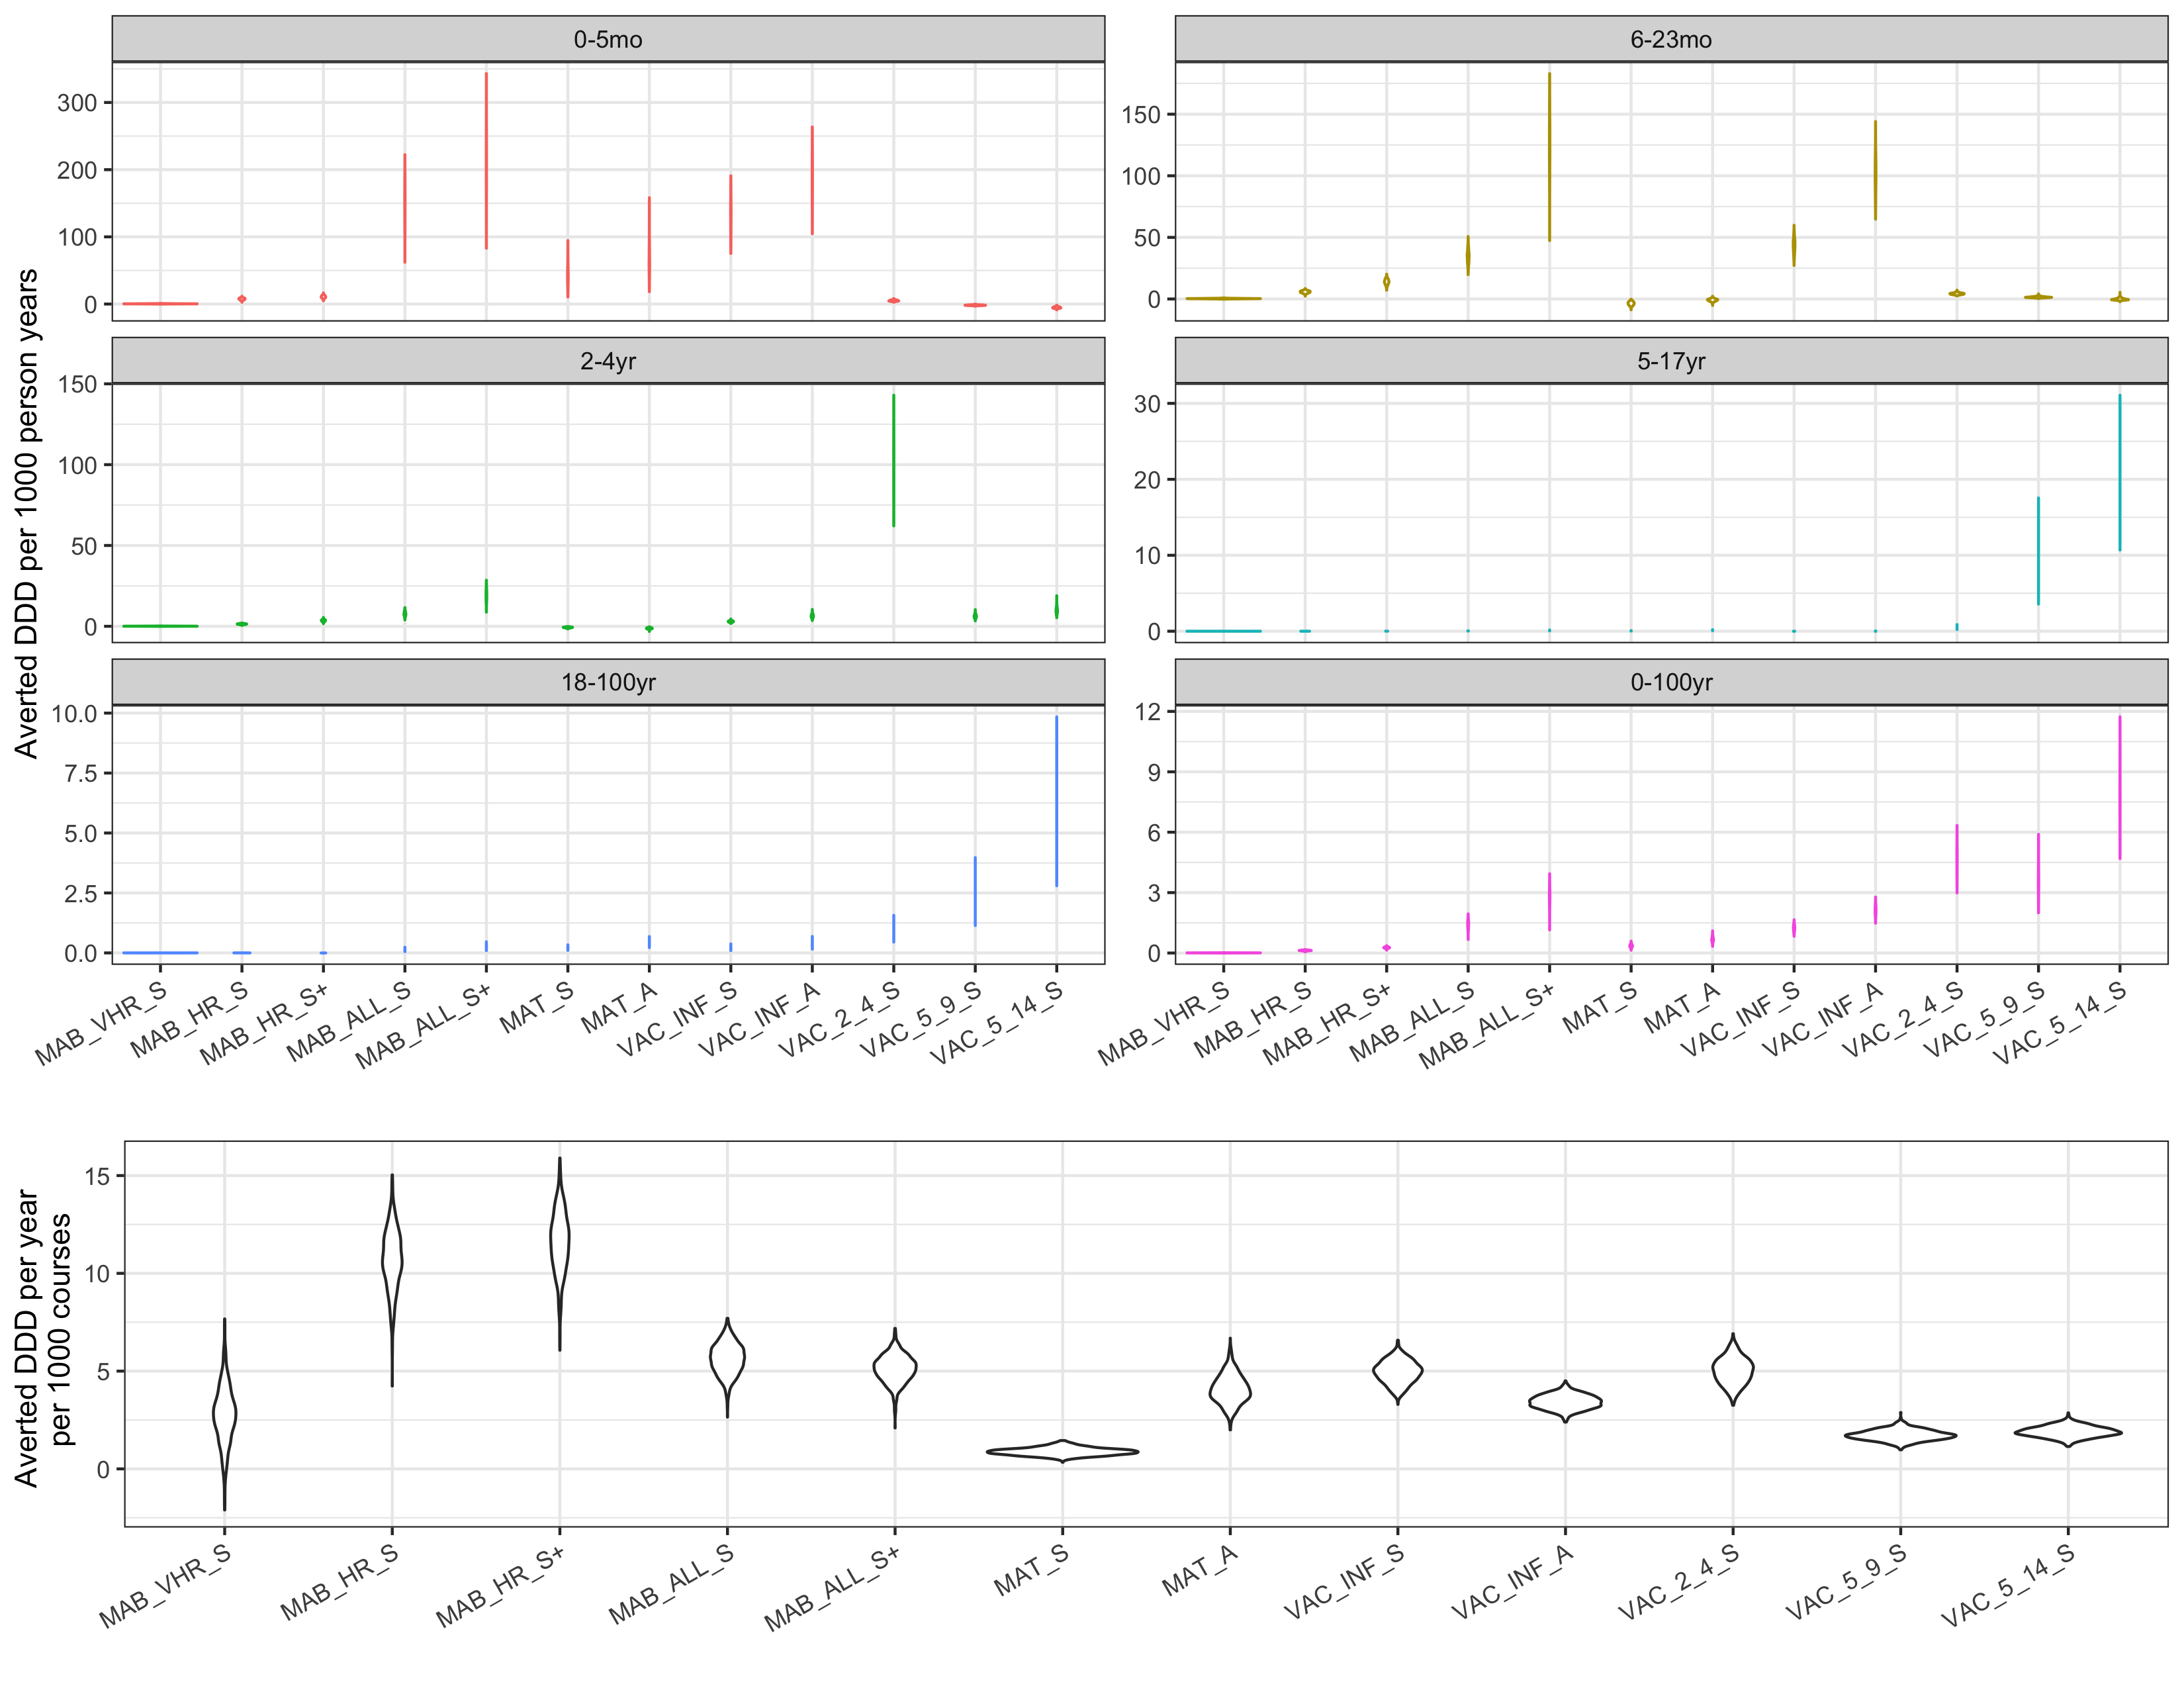 Averted DDD per 1000 person years
0-5mo
300
200
100
0
6-23mo
150
100
50
0
2-4yr
150
100
50
0
5-17yr
30
20
10
0
18-100yr
10.0
7.5
5.0
2.5
0.0
0-100yr
12
9
6
3
0
MAB_VHR_S
MAB_HR_S
MAB_HR_S+
MAB_ALL_S
MAB_ALL_S+
MAT_S
MAT_A
VAC_INF_S
VAC_INF_A
VAC_2_4_S
VAC_5_9_S
VAC_5_14_S
MAB_VHR_S
MAB_HR_S
MAB_HR_S+
MAB_ALL_S
MAB_ALL_S+
MAT_S
MAT_A
VAC_INF_S
VAC_INF_A
VAC_2_4_S
VAC_5_9_S
VAC_5_14_S
Averted DDD per year
per 1000 courses
15
10
5
0
MAB_VHR_S
MAB_HR_S
MAB_HR_S+
MAB_ALL_S
MAB_ALL_S+
MAT_S
MAT_A
VAC_INF_S
VAC_INF_A
VAC_2_4_S
VAC_5_9_S
VAC_5_14_S